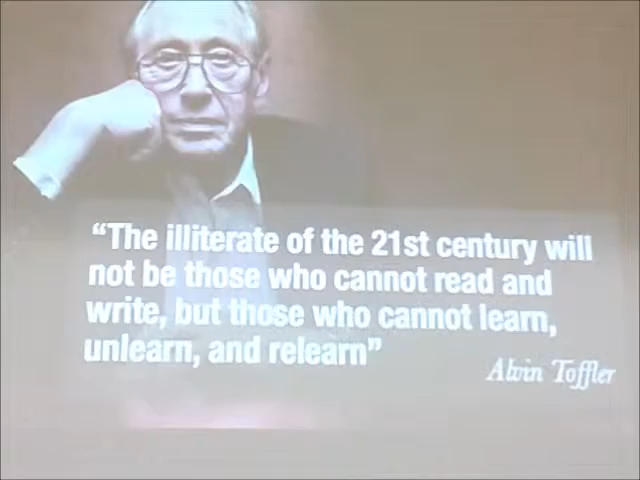 “The illiterate of the 21st century will
not be those who cannot read and
write, but those who cannot learn,
unlearn, and relearn”
Alvin Toffler